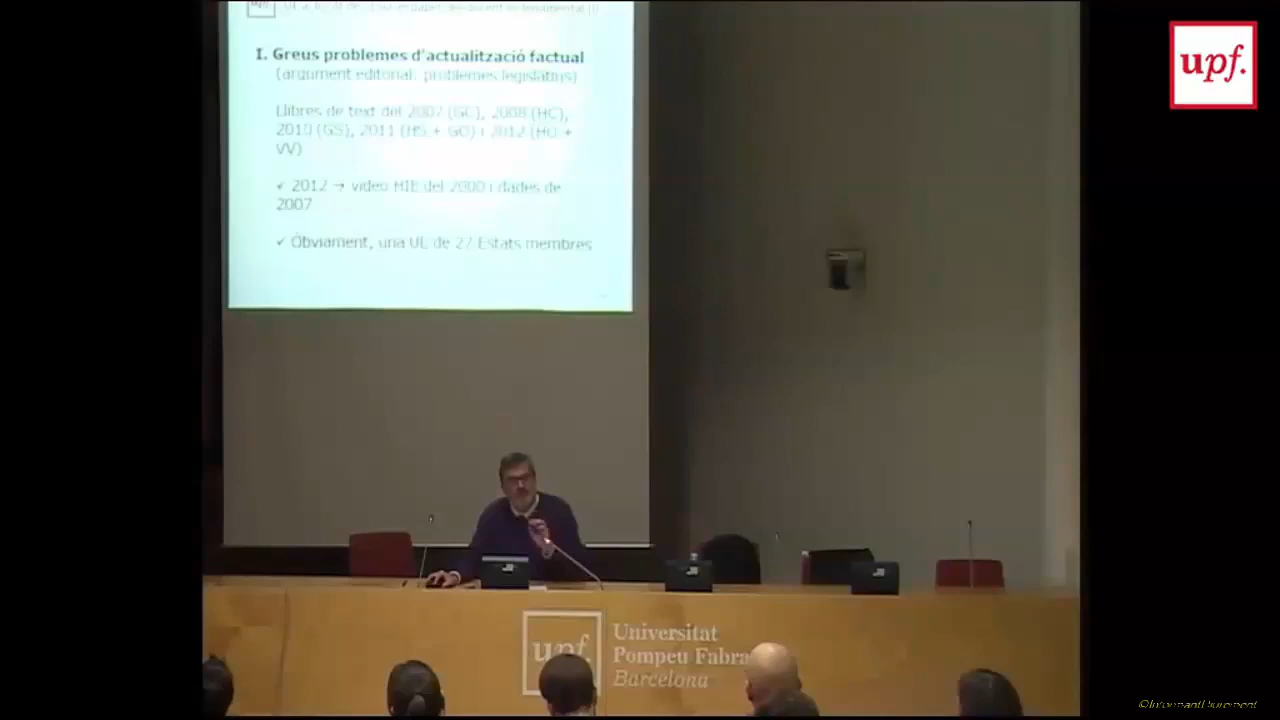 upf.
I. Greus problemes d'actualització factual
(argument editorial: problemes legislatius)
Llibres de text del 2007 (GC), 2008 (HC),
2010 (GS), 2011 (HS + GO) i 2012 (HO +
VV)
✓ 2012 → vídeo HIE del 2000 i dades de
2007
✓ Òbviament, una UE de 27 Estats membres
upf.
Universitat
Pompeu Fabra
Barcelona